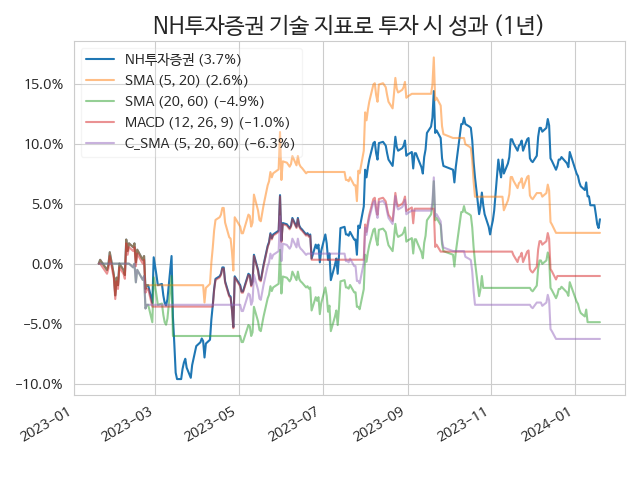 NH투자증권 기술 지표로 투자 시 성과 (1년)
NH투자증권 (3.7%)
SMA (5, 20) (2.6%)
SMA (20, 60) (−4.9%)
MACD (12, 26, 9) (−1.0%)
C_SMA (5, 20, 60) (−6.3%)
15.0%
10.0%
5.0%
0.0%
−5.0%
−10.0%
2023−01
2023−03
2023−05
2023−07
2023−09
2023−11
2024−01